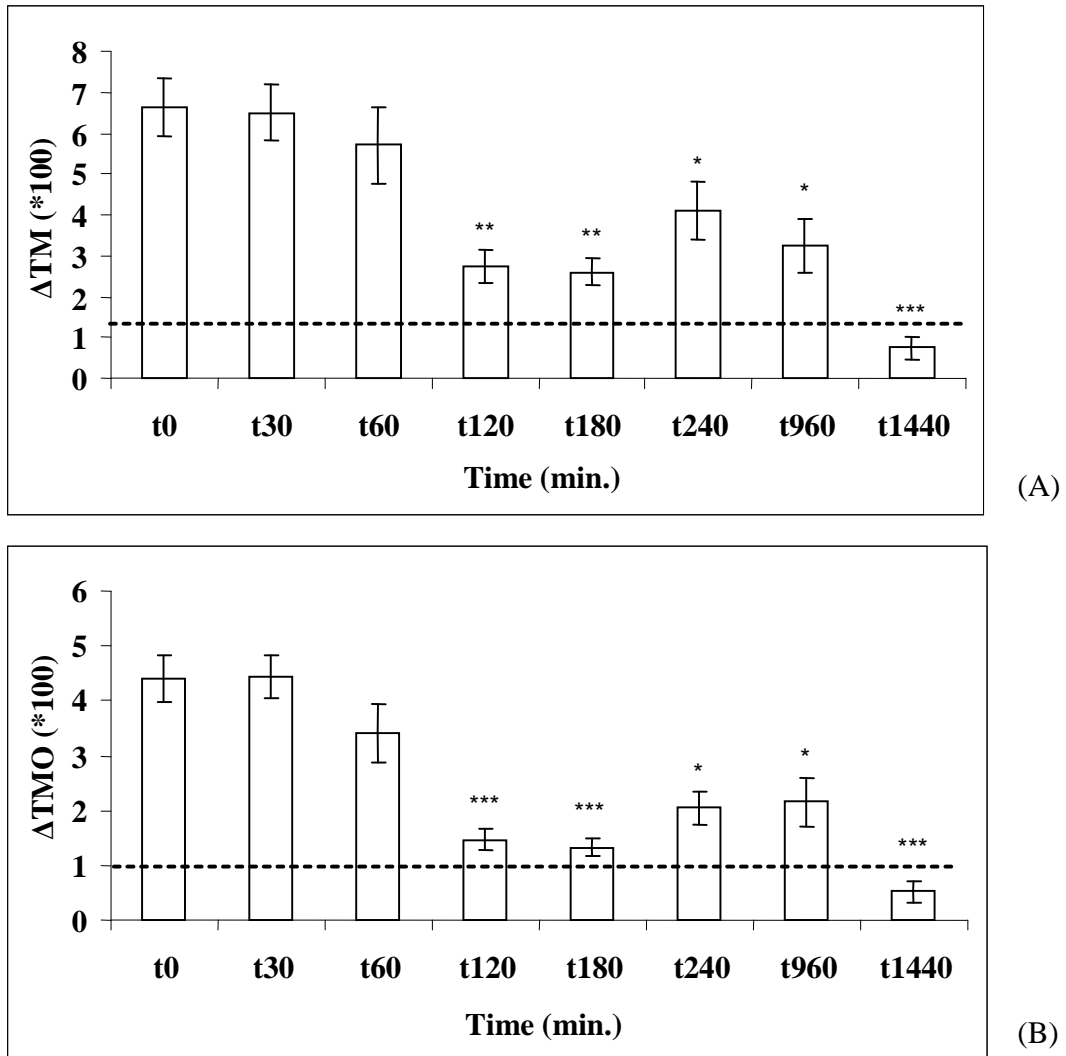 8
7
6
5
4
3
2
1
0
ΔTM (*100)
** ** * * ***
t0 t30 t60 t120 t180 t240 t960 t1440
Time (min.)
(A)
6
5
4
3
2
1
0
ΔTMO (*100)
*** *** * * ***
t0 t30 t60 t120 t180 t240 t960 t1440
Time (min.)
(B)